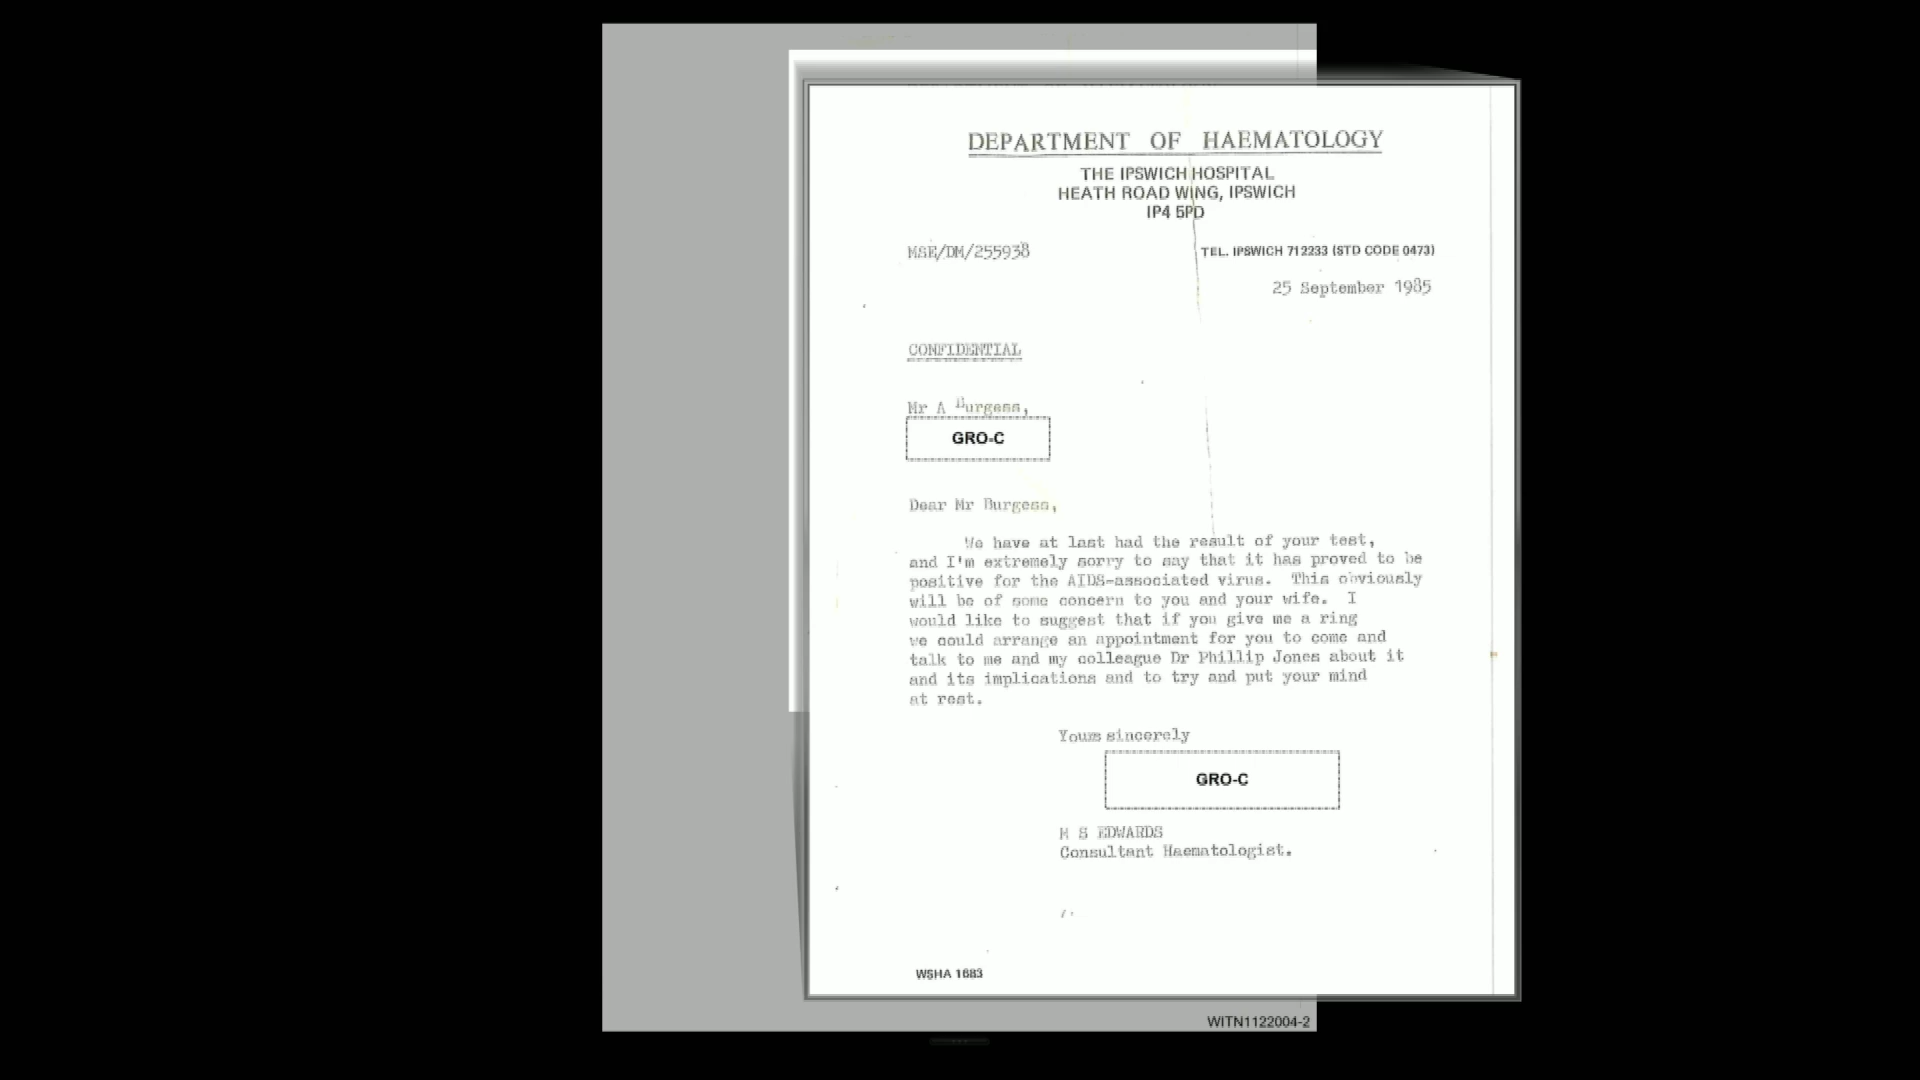 DEPARTMENT OF HAEMATOLOGY
THE IPSWICH HOSPITAL
HEATH ROAD WING, IPSWICH
IP4 5PD
MSE/DM/255938
TEL. IPSWICH 712233 (STD CODE 0473)
25 September 1985
CONFIDENTIAL
Mr A Burgess,
GRO-C
Dear Mr Burgess,
We have at last had the result of your test,
and I'm extremely sorry to say that it has proved to be
positive for the AIDS-associated virus. This obviously
will be of some concern to you and your wife. I
would like to suggest that if you give me a ring
we could arrange an appointment for you to come and
talk to me and my colleague Dr Phillip Jones about it
and its implications and to try and put your mind
at rest.
Yours sincerely
GRO-C
M S EDWARDS
Consultant Haematologist.
WSHA 1683
WITN1122004-2